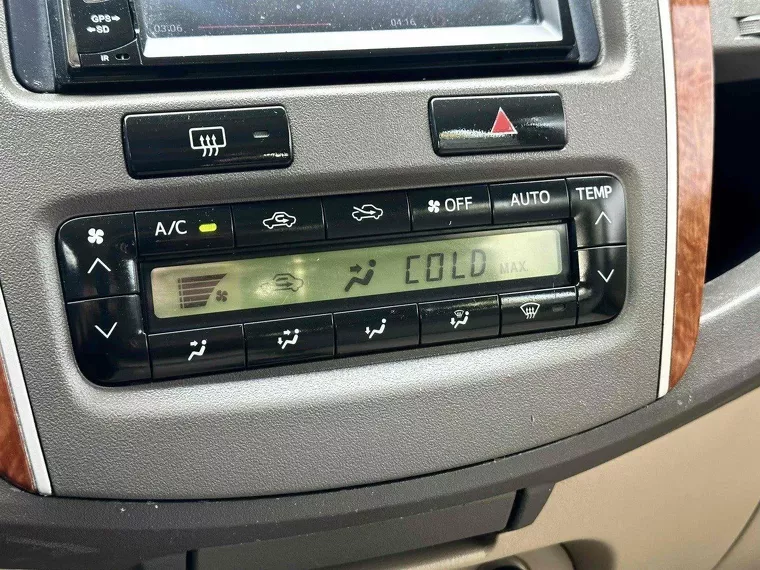 GPS
SD
IR
03:06
04:16
A/C
OFF
AUTO
TEMP
COLD
MAX.